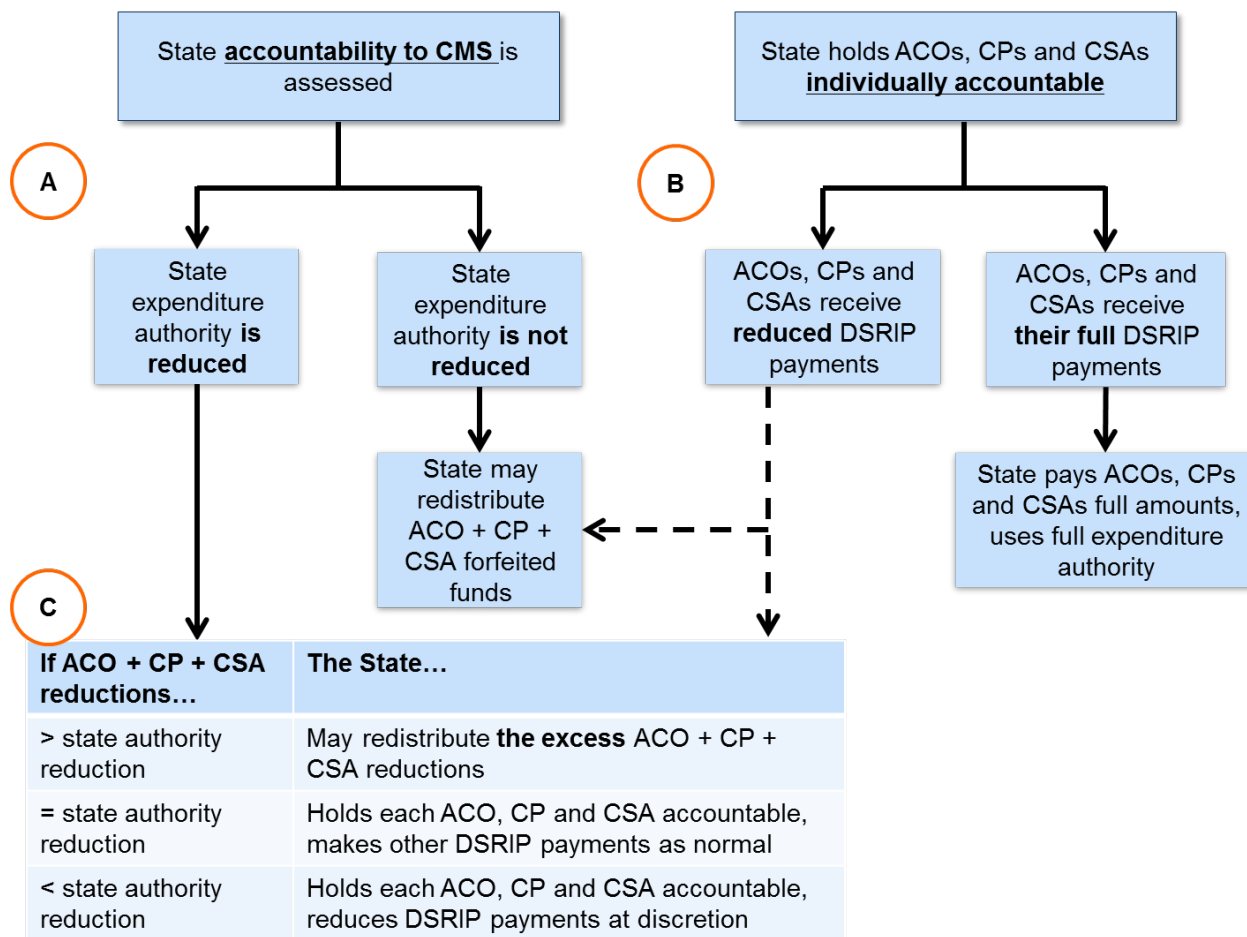 State accountability to CMS is
assessed
State holds ACOs, CPs and CSAs
individually accountable
A
B
State
expenditure
authority is
reduced
State
expenditure
authority is not
reduced
ACOs, CPs and
CSAs receive
reduced DSRIP
payments
ACOs, CPs and
CSAs receive
their full DSRIP
payments
State may
redistribute
ACO + CP +
CSA forfeited
funds
State pays ACOs, CPs
and CSAs full amounts,
uses full expenditure
authority
C
If ACO + CP + CSA
reductions…
The State…
> state authority
reduction
May redistribute the excess ACO + CP +
CSA reductions
= state authority
reduction
Holds each ACO, CP and CSA accountable,
makes other DSRIP payments as normal
< state authority
reduction
Holds each ACO, CP and CSA accountable,
reduces DSRIP payments at discretion